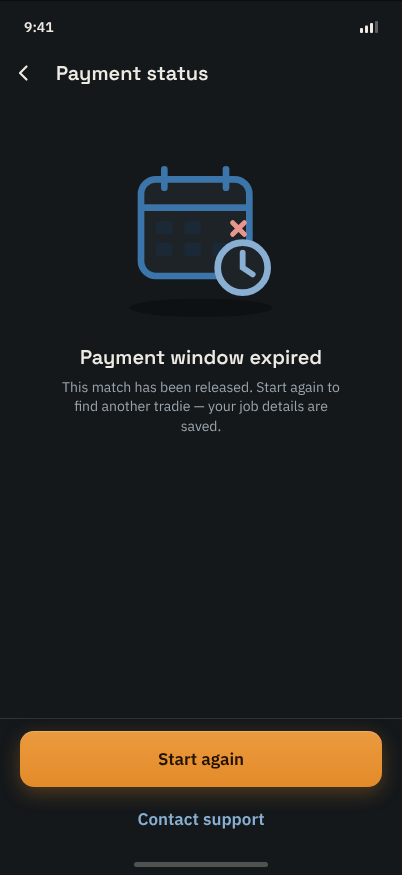 9:41
Payment status
Payment window expired
This match has been released. Start again to
find another tradie — your job details are
saved.
Start again
Contact support